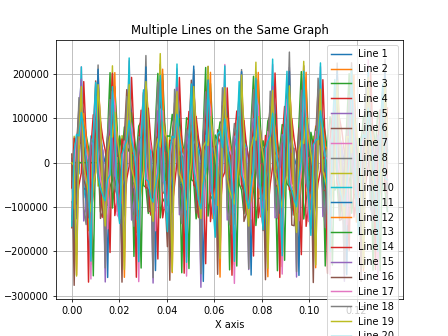 Multiple Lines on the Same Graph
200000
100000
0
−100000
−200000
−300000
0.00
0.02
0.04
0.06
0.08
0.10
X axis
Line 1
Line 2
Line 3
Line 4
Line 5
Line 6
Line 7
Line 8
Line 9
Line 10
Line 11
Line 12
Line 13
Line 14
Line 15
Line 16
Line 17
Line 18
Line 19
Line 20